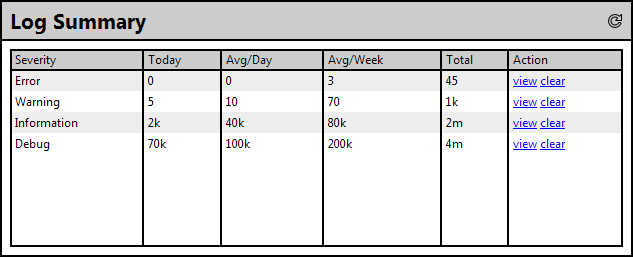 Log Summary
Severity Today Avg/Day Avg/Week Total Action
Error 0 0 3 45 view clear
Warning 5 10 70 1k view clear
Information 2k 40k 80k 2m view clear
Debug 70k 100k 200k 4m view clear